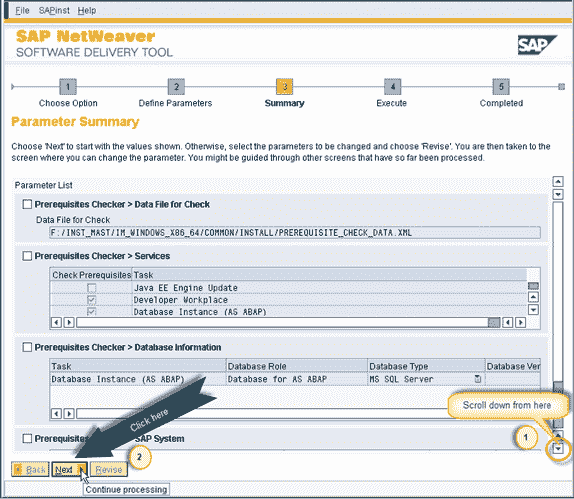 File SAPinst Help
SAP NetWeaver
SOFTWARE DELIVERY TOOL
SAP
1 2 3 4 5
Choose Option Define Parameters Summary Execute Completed
Parameter Summary
Choose 'Next' to start with the values shown. Otherwise, select the parameters to be changed and choose 'Revise'. You are then taken to the
screen where you can change the parameter. You might be guided through other screens that have so far been processed.
Parameter List
Prerequisites Checker > Data File for Check
Data File for Check
F:/INST_MAST/IM_WINDOWS_X86_64/COMMON/INSTALL/PREREQUISITE_CHECK_DATA.XML
Prerequisites Checker > Services
Check Prerequisites Task
Java EE Engine Update
Developer Workplace
Database Instance (AS ABAP)
Prerequisites Checker > Database Information
Task Database Role Database Type Database Ver
Database Instance (AS ABAP) Database for AS ABAP MS SQL Server
Scroll down from here
Click here
1
Prerequisites SAP System
2
Back Next Revise
Continue processing